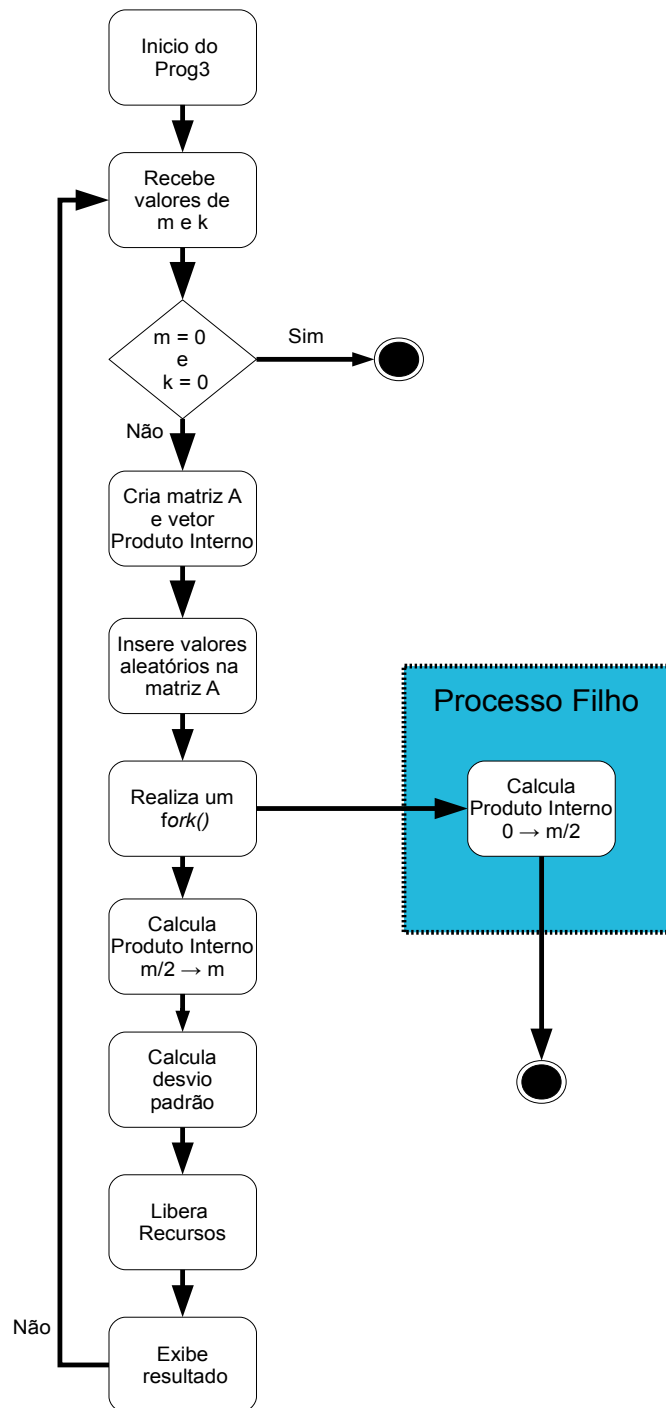 Inicio do
Prog3
Recebe
valores de
m e k
m = 0
e
k = 0
Sim
Não
Cria matriz A
e vetor
Produto Interno
Insere valores
aleatórios na
matriz A
Processo Filho
Realiza um
fork()
Calcula
Produto Interno
0 → m/2
Calcula
Produto Interno
m/2 → m
Calcula
desvio
padrão
Libera
Recursos
Não
Exibe
resultado